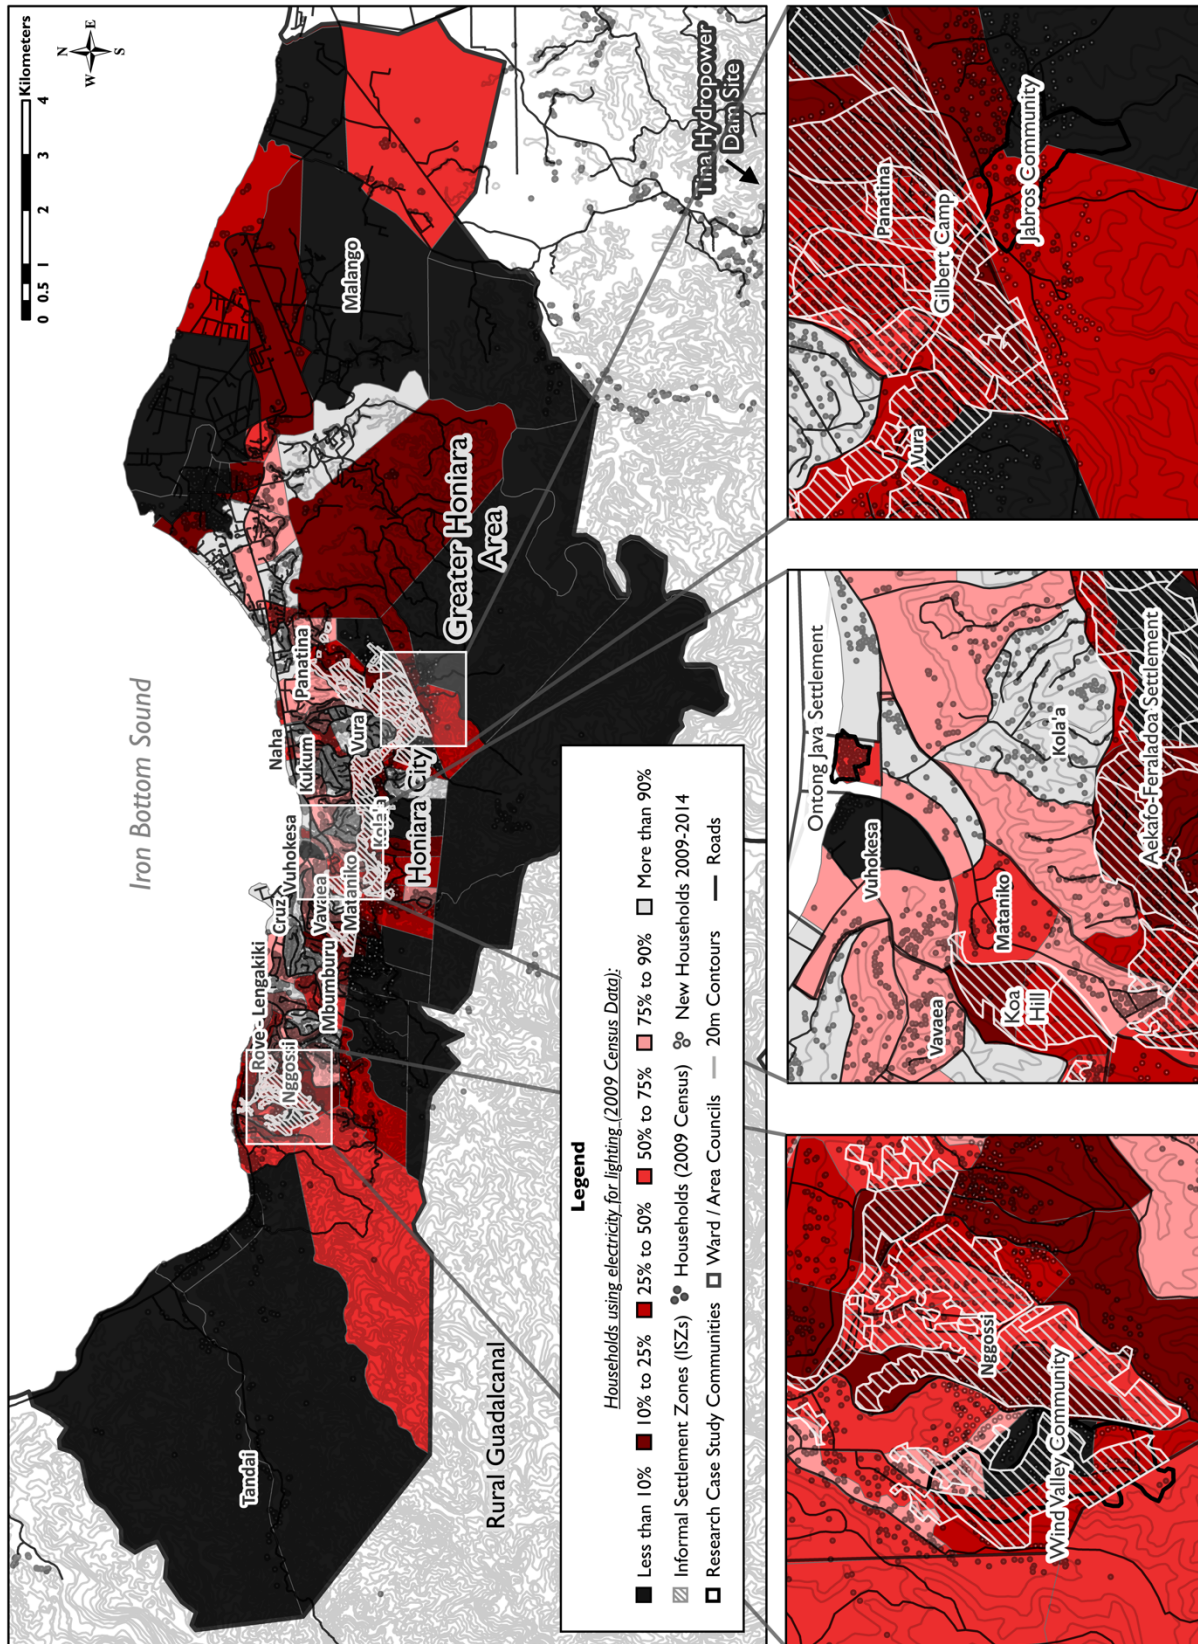 Kilometers
0 0.5 1 2 3 4
N
W E
S
Iron Bottom Sound
Tandai
Rural Guadalcanal
Rove - Lengakiki
Nggossi
Mbumburu
Cruz
Vavaea
Mataniko
Vuhokesa
Kola'a
Honiara City
Naha
Kukum
Vura
Panatina
Greater Honiara
Area
Malango
Tina Hydropower
Dam Site
Legend
Households using electricity for lighting (2009 Census Data):
Less than 10% 10% to 25% 25% to 50% 50% to 75% 75% to 90% More than 90%
Informal Settlement Zones (ISZs) Households (2009 Census) New Households 2009-2014
Research Case Study Communities Ward / Area Councils 20m Contours Roads
Nggossi
Wind Valley Community
Ontong Java Settlement
Vuhokesa
Vavaea
Mataniko
Koa
Hill
Kola'a
Aekafo-Feraladoa Settlement
Panatina
Gilbert Camp
Vura
Jabros Community